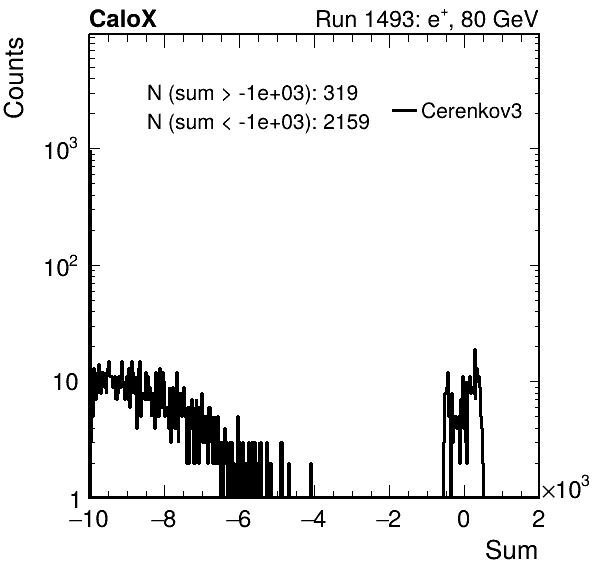 CaloX Run 1493: e⁺, 80 GeV
Counts
N (sum > -1e+03): 319
N (sum < -1e+03): 2159
Cerenkov3
10³
10²
10
1
−10 −8 −6 −4 −2 0 2 ×10³
Sum